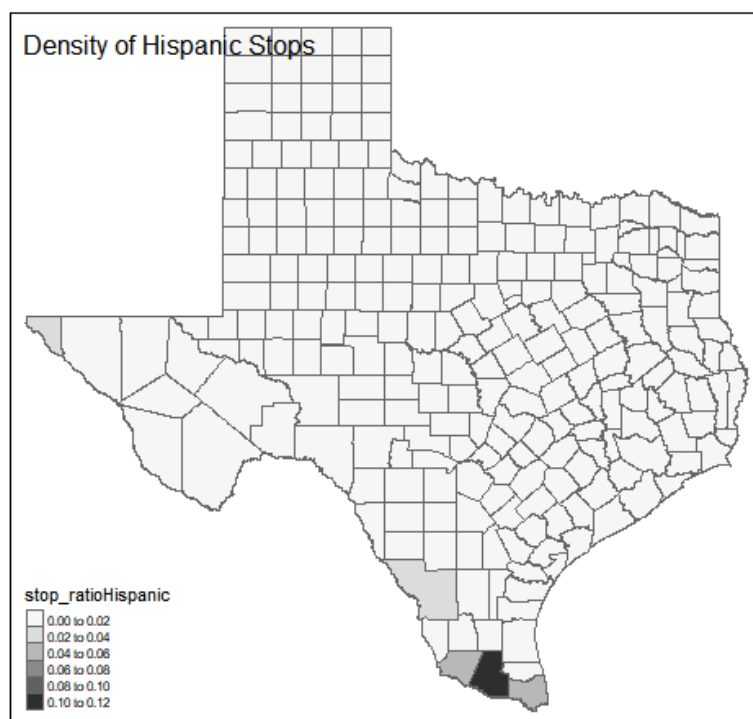 Density of Hispanic Stops
stop_ratioHispanic
0.00 to 0.02
0.02 to 0.04
0.04 to 0.06
0.06 to 0.08
0.08 to 0.10
0.10 to 0.12